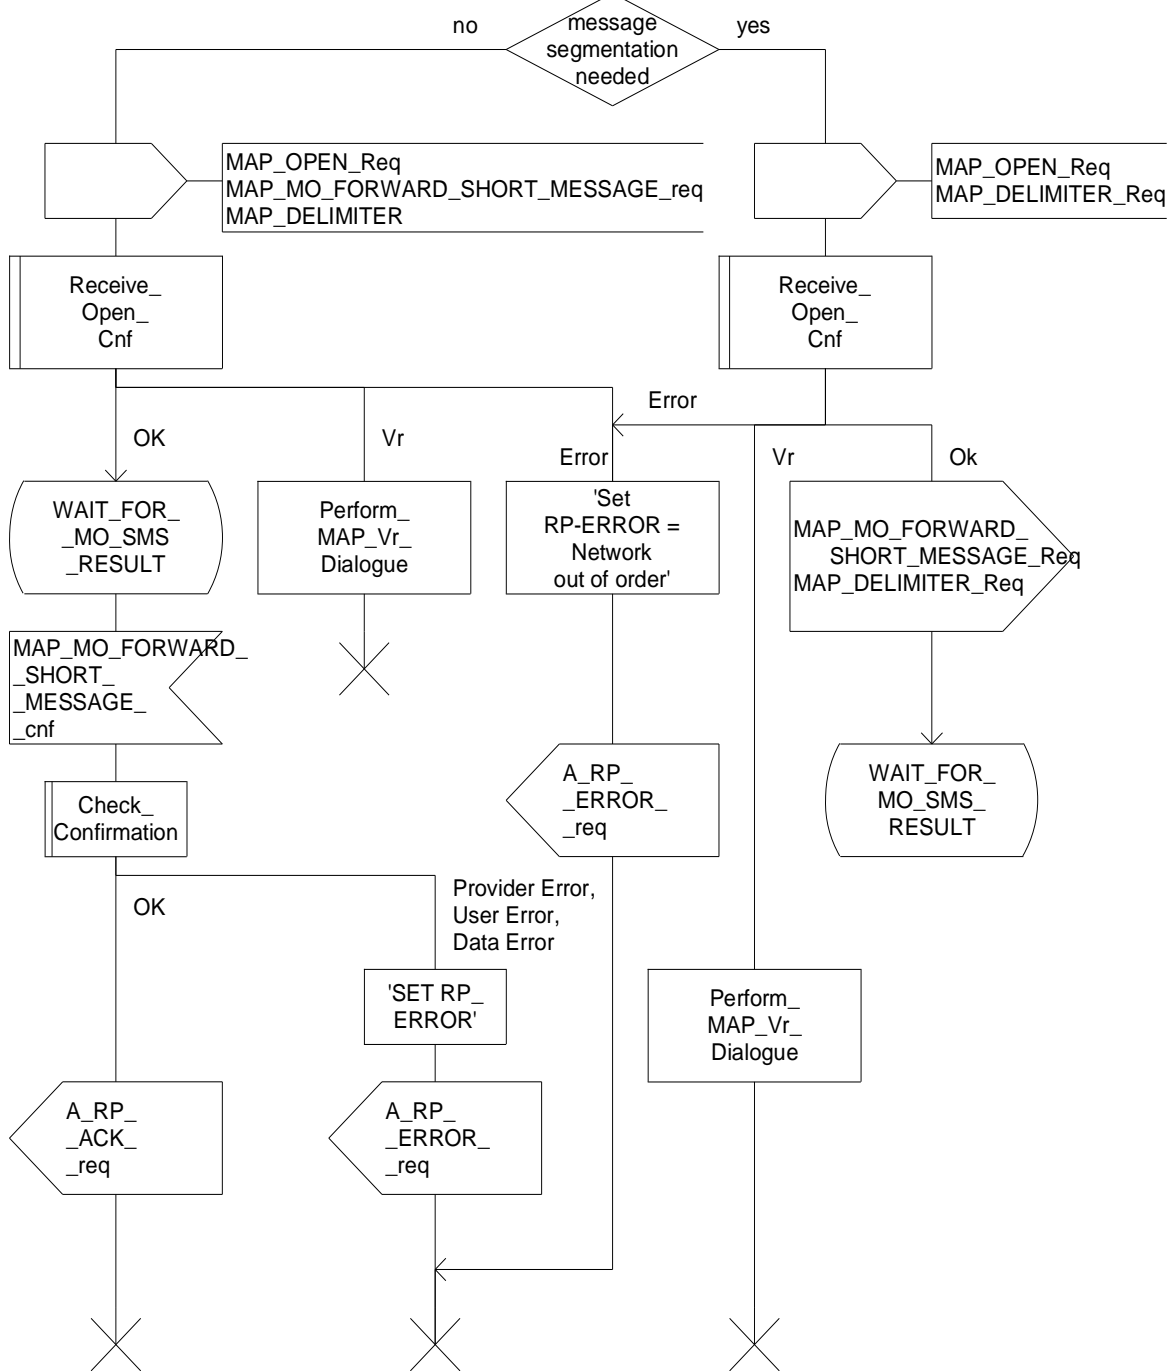 no
message
segmentation
needed
yes
MAP_OPEN_Req
MAP_MO_FORWARD_SHORT_MESSAGE_req
MAP_DELIMITER
MAP_OPEN_Req
MAP_DELIMITER_Req
Receive_
Open_
Cnf
Receive_
Open_
Cnf
Error
OK
Vr
Error
Vr
Ok
WAIT_FOR_
_MO_SMS
_RESULT
Perform_
MAP_Vr_
Dialogue
'Set
RP-ERROR =
Network
out of order'
MAP_MO_FORWARD_
SHORT_MESSAGE_Req
MAP_DELIMITER_Req
MAP_MO_FORWARD_
_SHORT_
_MESSAGE_
_cnf
A_RP_
_ERROR_
_req
WAIT_FOR_
MO_SMS_
RESULT
Check_
Confirmation
OK
Provider Error,
User Error,
Data Error
'SET RP_
ERROR'
Perform_
MAP_Vr_
Dialogue
A_RP_
_ACK_
_req
A_RP_
_ERROR_
_req